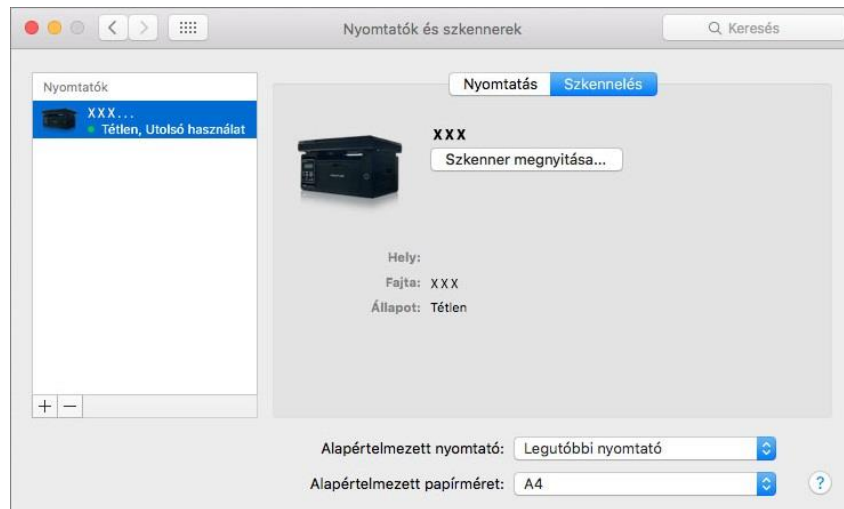 Nyomtatók és szkennerek
Keresés
Nyomtatók
XXX...
Tétlen, Utolsó használat
Nyomtatás
Szkennelés
XXX
Szkenner megnyitása...
Hely:
Fajta: XXX
Állapot: Tétlen
+ −
Alapértelmezett nyomtató: Legutóbbi nyomtató
Alapértelmezett papírméret: A4
?